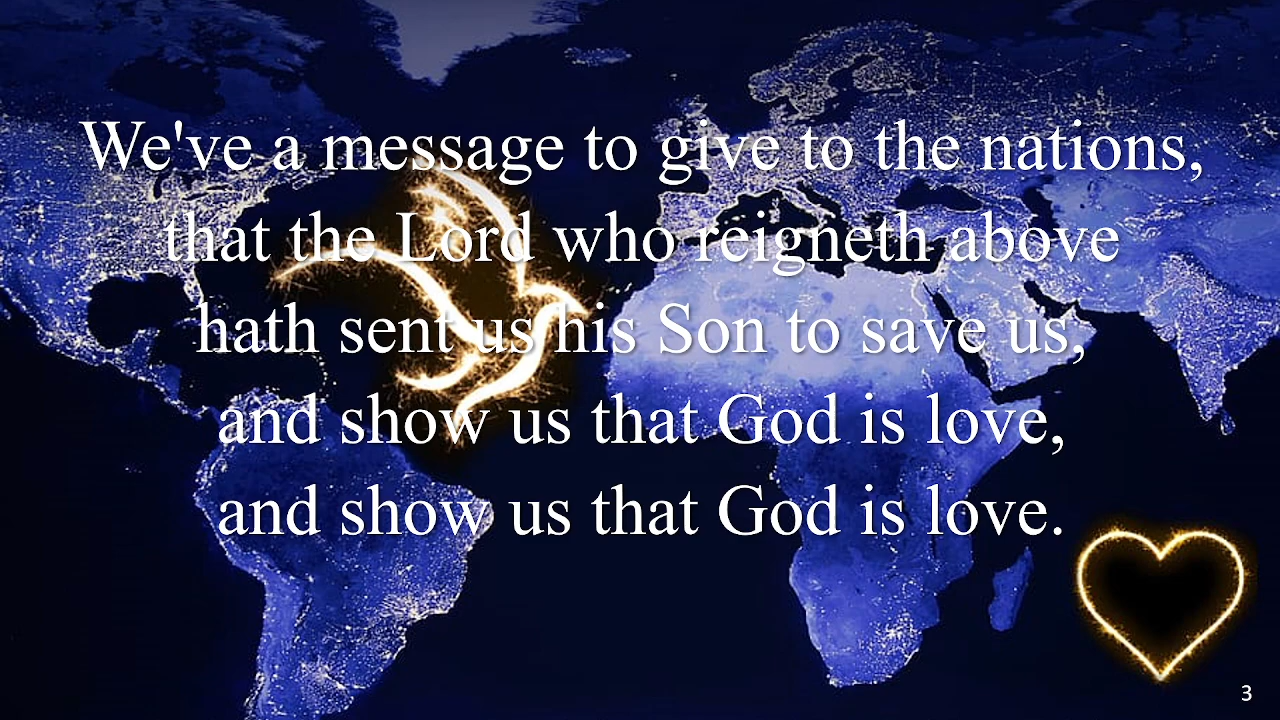 We've a message to give to the nations,
that the Lord who reigneth above
hath sent us his Son to save us,
and show us that God is love,
and show us that God is love.
3